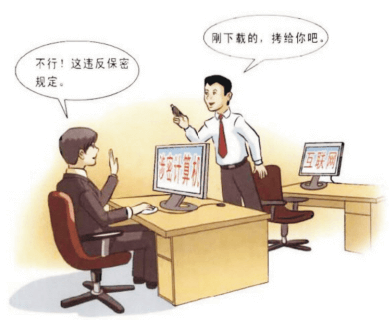 刚下载的，拷给你吧。
不行！这违反保密
规定。
涉密计算机
互联网